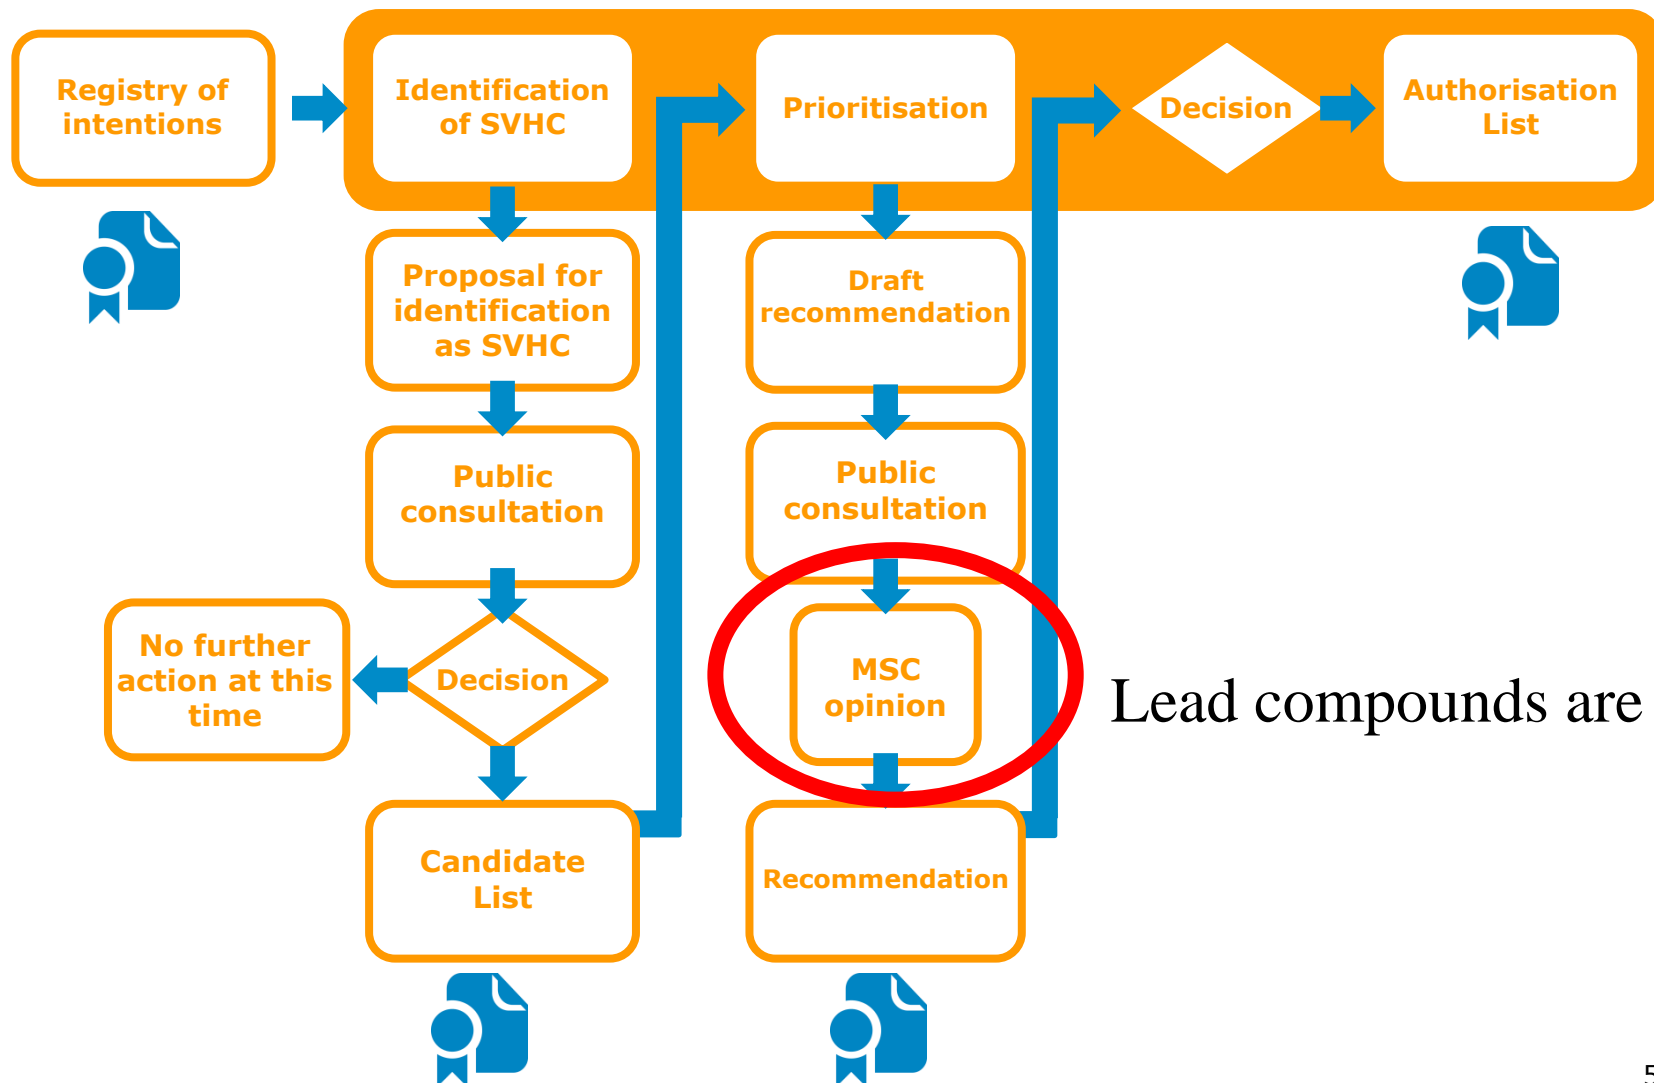 Registry of
intentions
Identification
of SVHC
Prioritisation
Decision
Authorisation
List
Proposal for
identification
as SVHC
Draft
recommendation
Public
consultation
Public
consultation
No further
action at this
time
Decision
MSC
opinion
Lead compounds are
Candidate
List
Recommendation
5